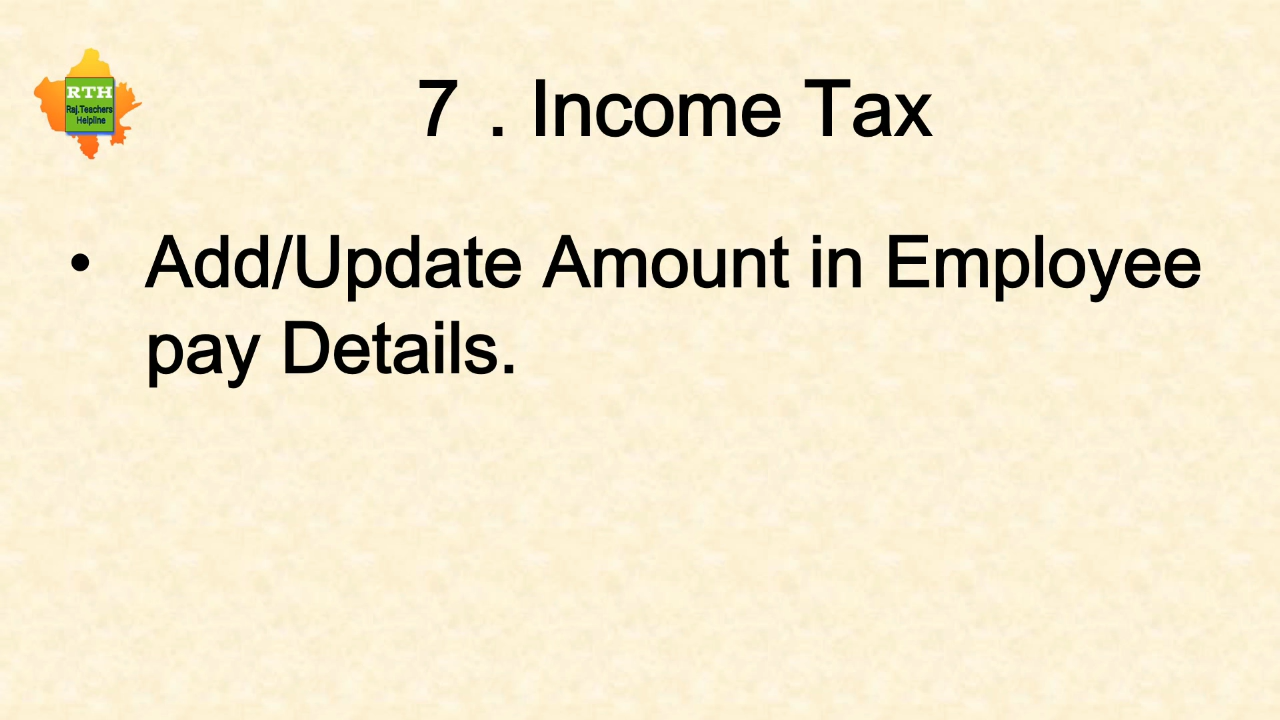 RTH
Raj.Teachers
Helpline
7 . Income Tax
• Add/Update Amount in Employee
pay Details.